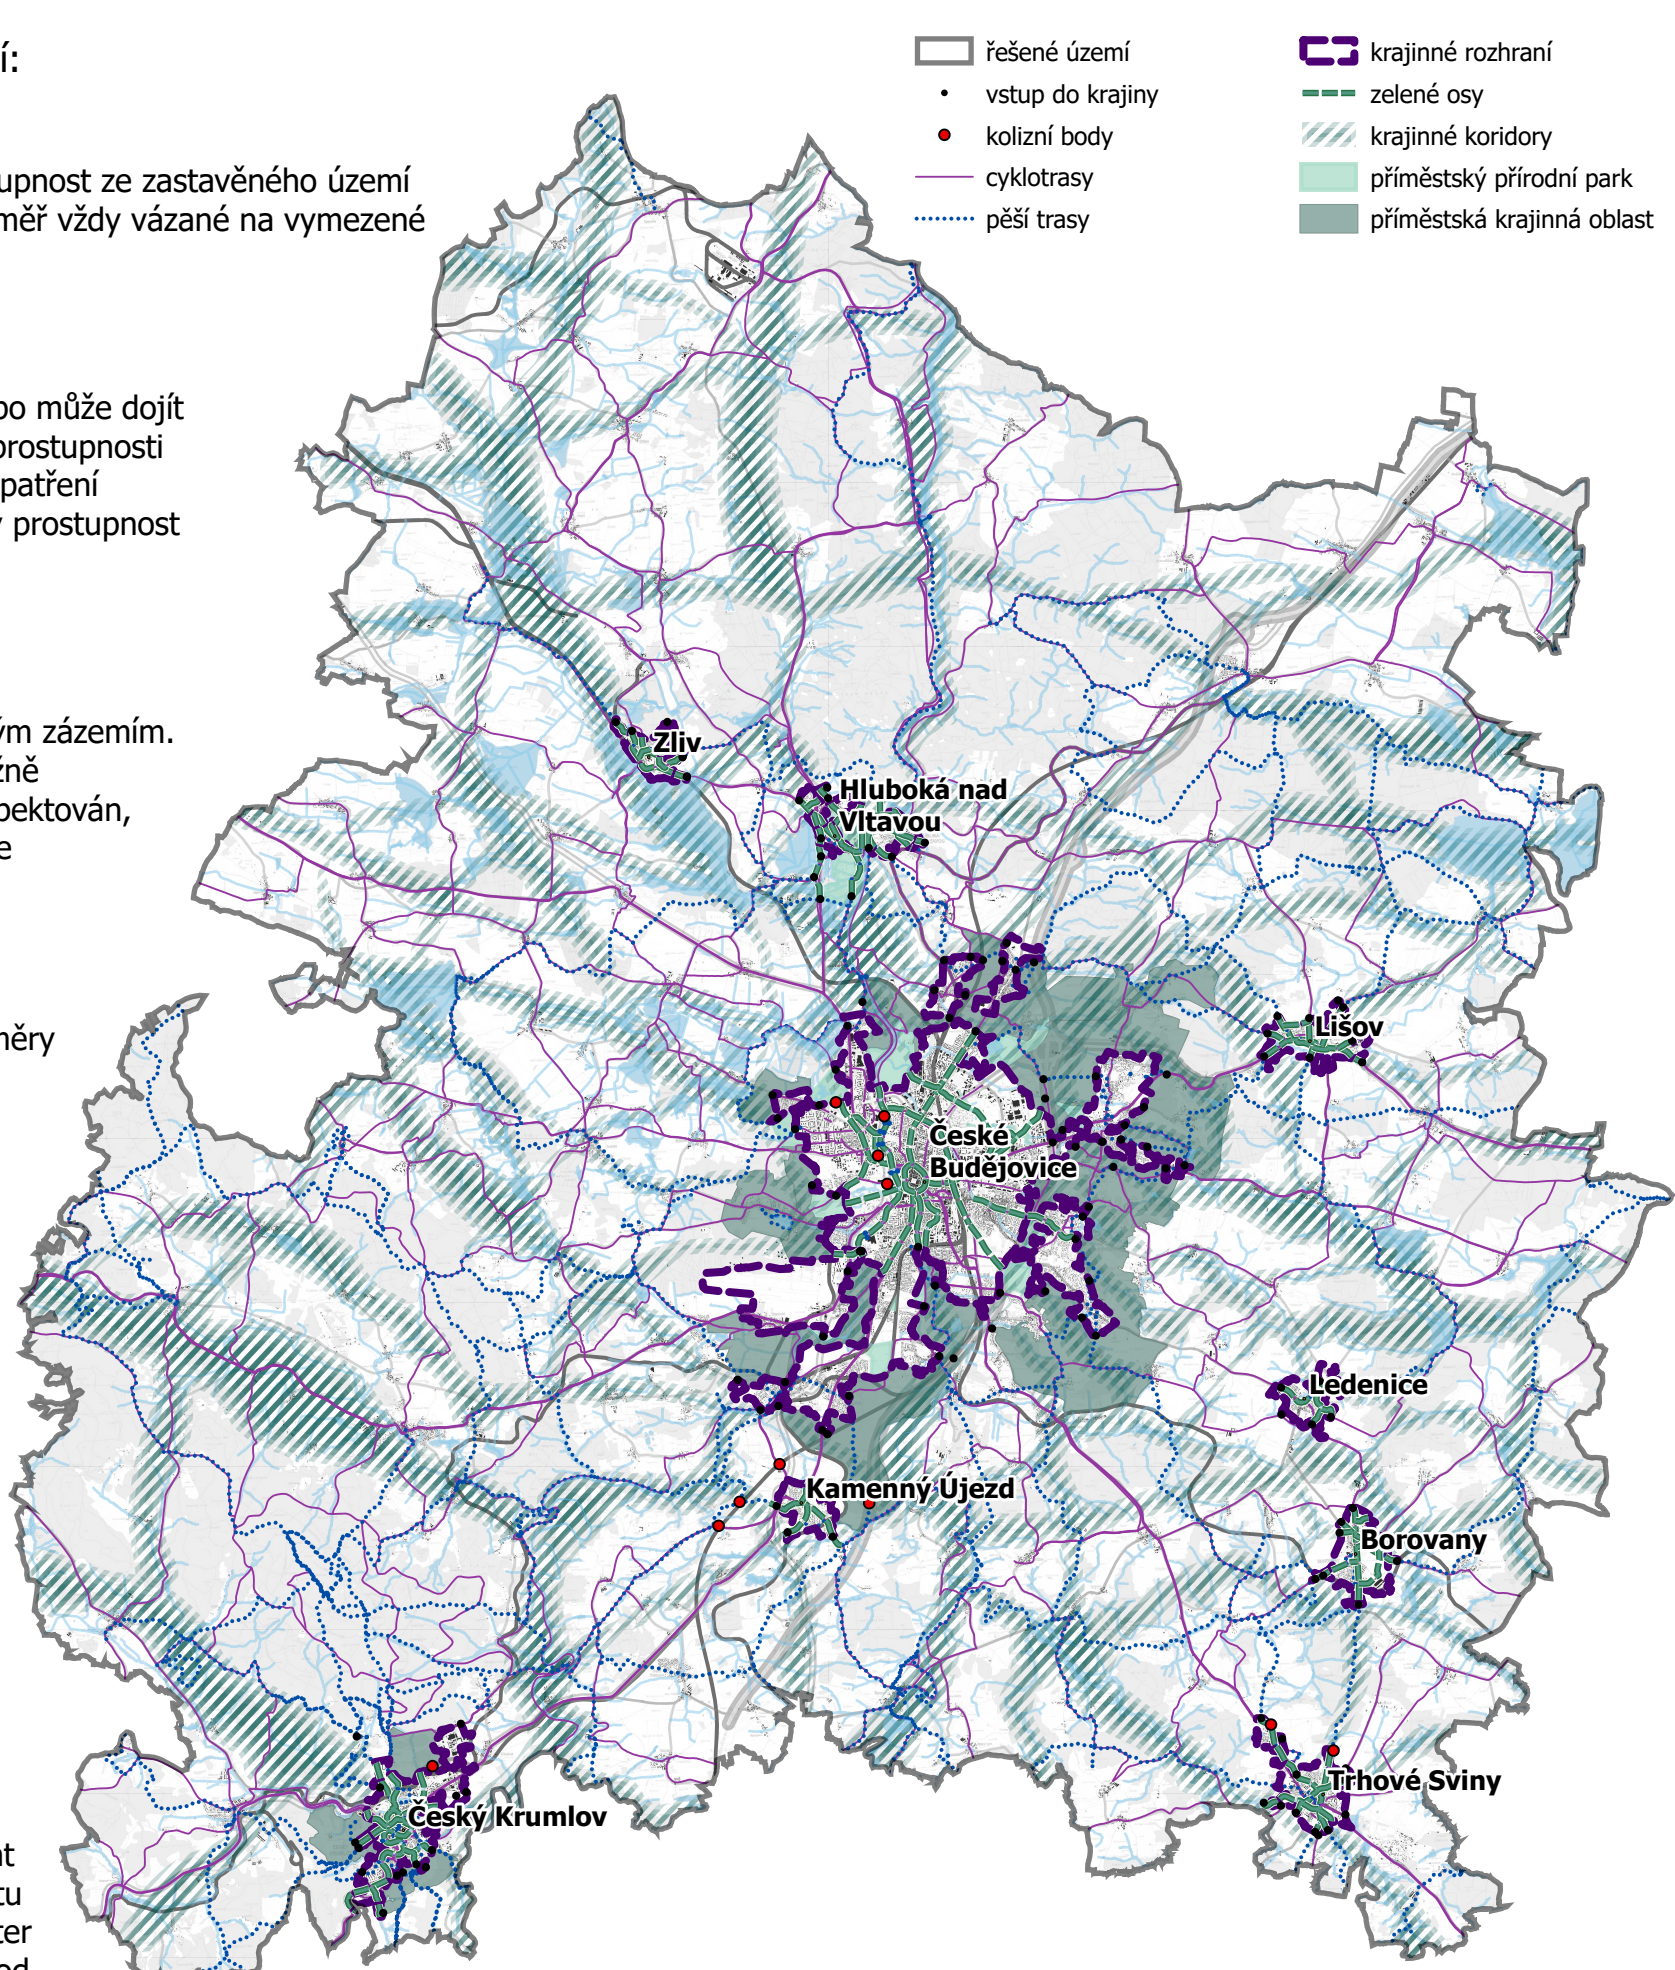 í:
upnost ze zastavěného území
měř vždy vázané na vymezené
bo může dojít
prostupnosti
patření
y prostupnost
ým zázemím.
žně
pektován,
e
měry
at
tu
ter
od
řešené území
vstup do krajiny
kolizní body
cyklotrasy
pěší trasy
krajinné rozhraní
zelené osy
krajinné koridory
příměstský přírodní park
příměstská krajinná oblast
Zliv
Hluboká nad
Vltavou
Lišov
České
Budějovice
Ledenice
Kamenný Újezd
Borovany
Trhové Sviny
Český Krumlov